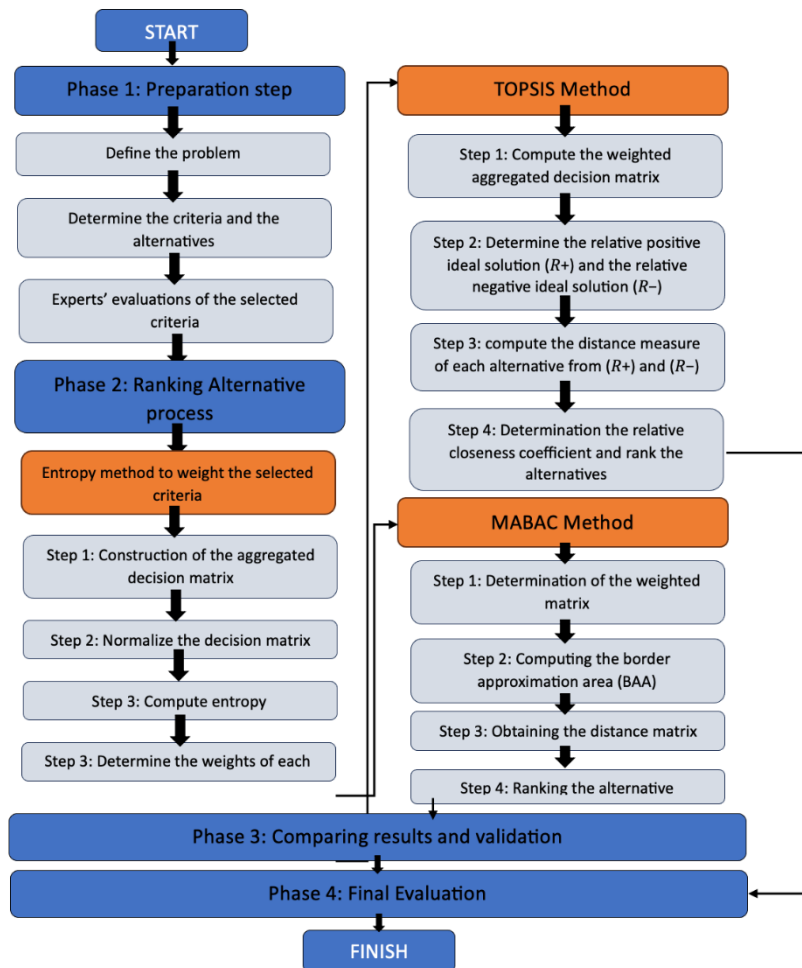 START
Phase 1: Preparation step
Define the problem
Determine the criteria and the
alternatives
Experts’ evaluations of the selected
criteria
Phase 2: Ranking Alternative
process
Entropy method to weight the selected
criteria
Step 1: Construction of the aggregated
decision matrix
Step 2: Normalize the decision matrix
Step 3: Compute entropy
Step 3: Determine the weights of each
TOPSIS Method
Step 1: Compute the weighted
aggregated decision matrix
Step 2: Determine the relative positive
ideal solution (R+) and the relative
negative ideal solution (R−)
Step 3: compute the distance measure
of each alternative from (R+) and (R−)
Step 4: Determination the relative
closeness coefficient and rank the
alternatives
MABAC Method
Step 1: Determination of the weighted
matrix
Step 2: Computing the border
approximation area (BAA)
Step 3: Obtaining the distance matrix
Step 4: Ranking the alternative
Phase 3: Comparing results and validation
Phase 4: Final Evaluation
FINISH